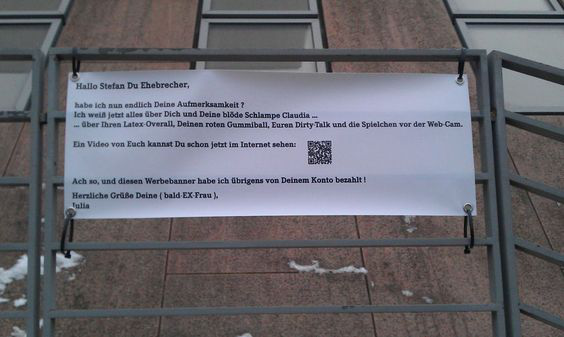 Hallo Stefan Du Ehebrecher,
habe ich nun endlich Deine Aufmerksamkeit ?
Ich weiß jetzt alles über Dich und Deine blöde Schlampe Claudia ...
... über Ihren Latex-Overall, Deinen roten Gummiball, Euren Dirty-Talk und die Spielchen vor der Web-Cam.
Ein Video von Euch kannst Du schon jetzt im Internet sehen:
Ach so, und diesen Werbebanner habe ich übrigens von Deinem Konto bezahlt !
Herzliche Grüße Deine ( bald-EX-Frau ),
Julia